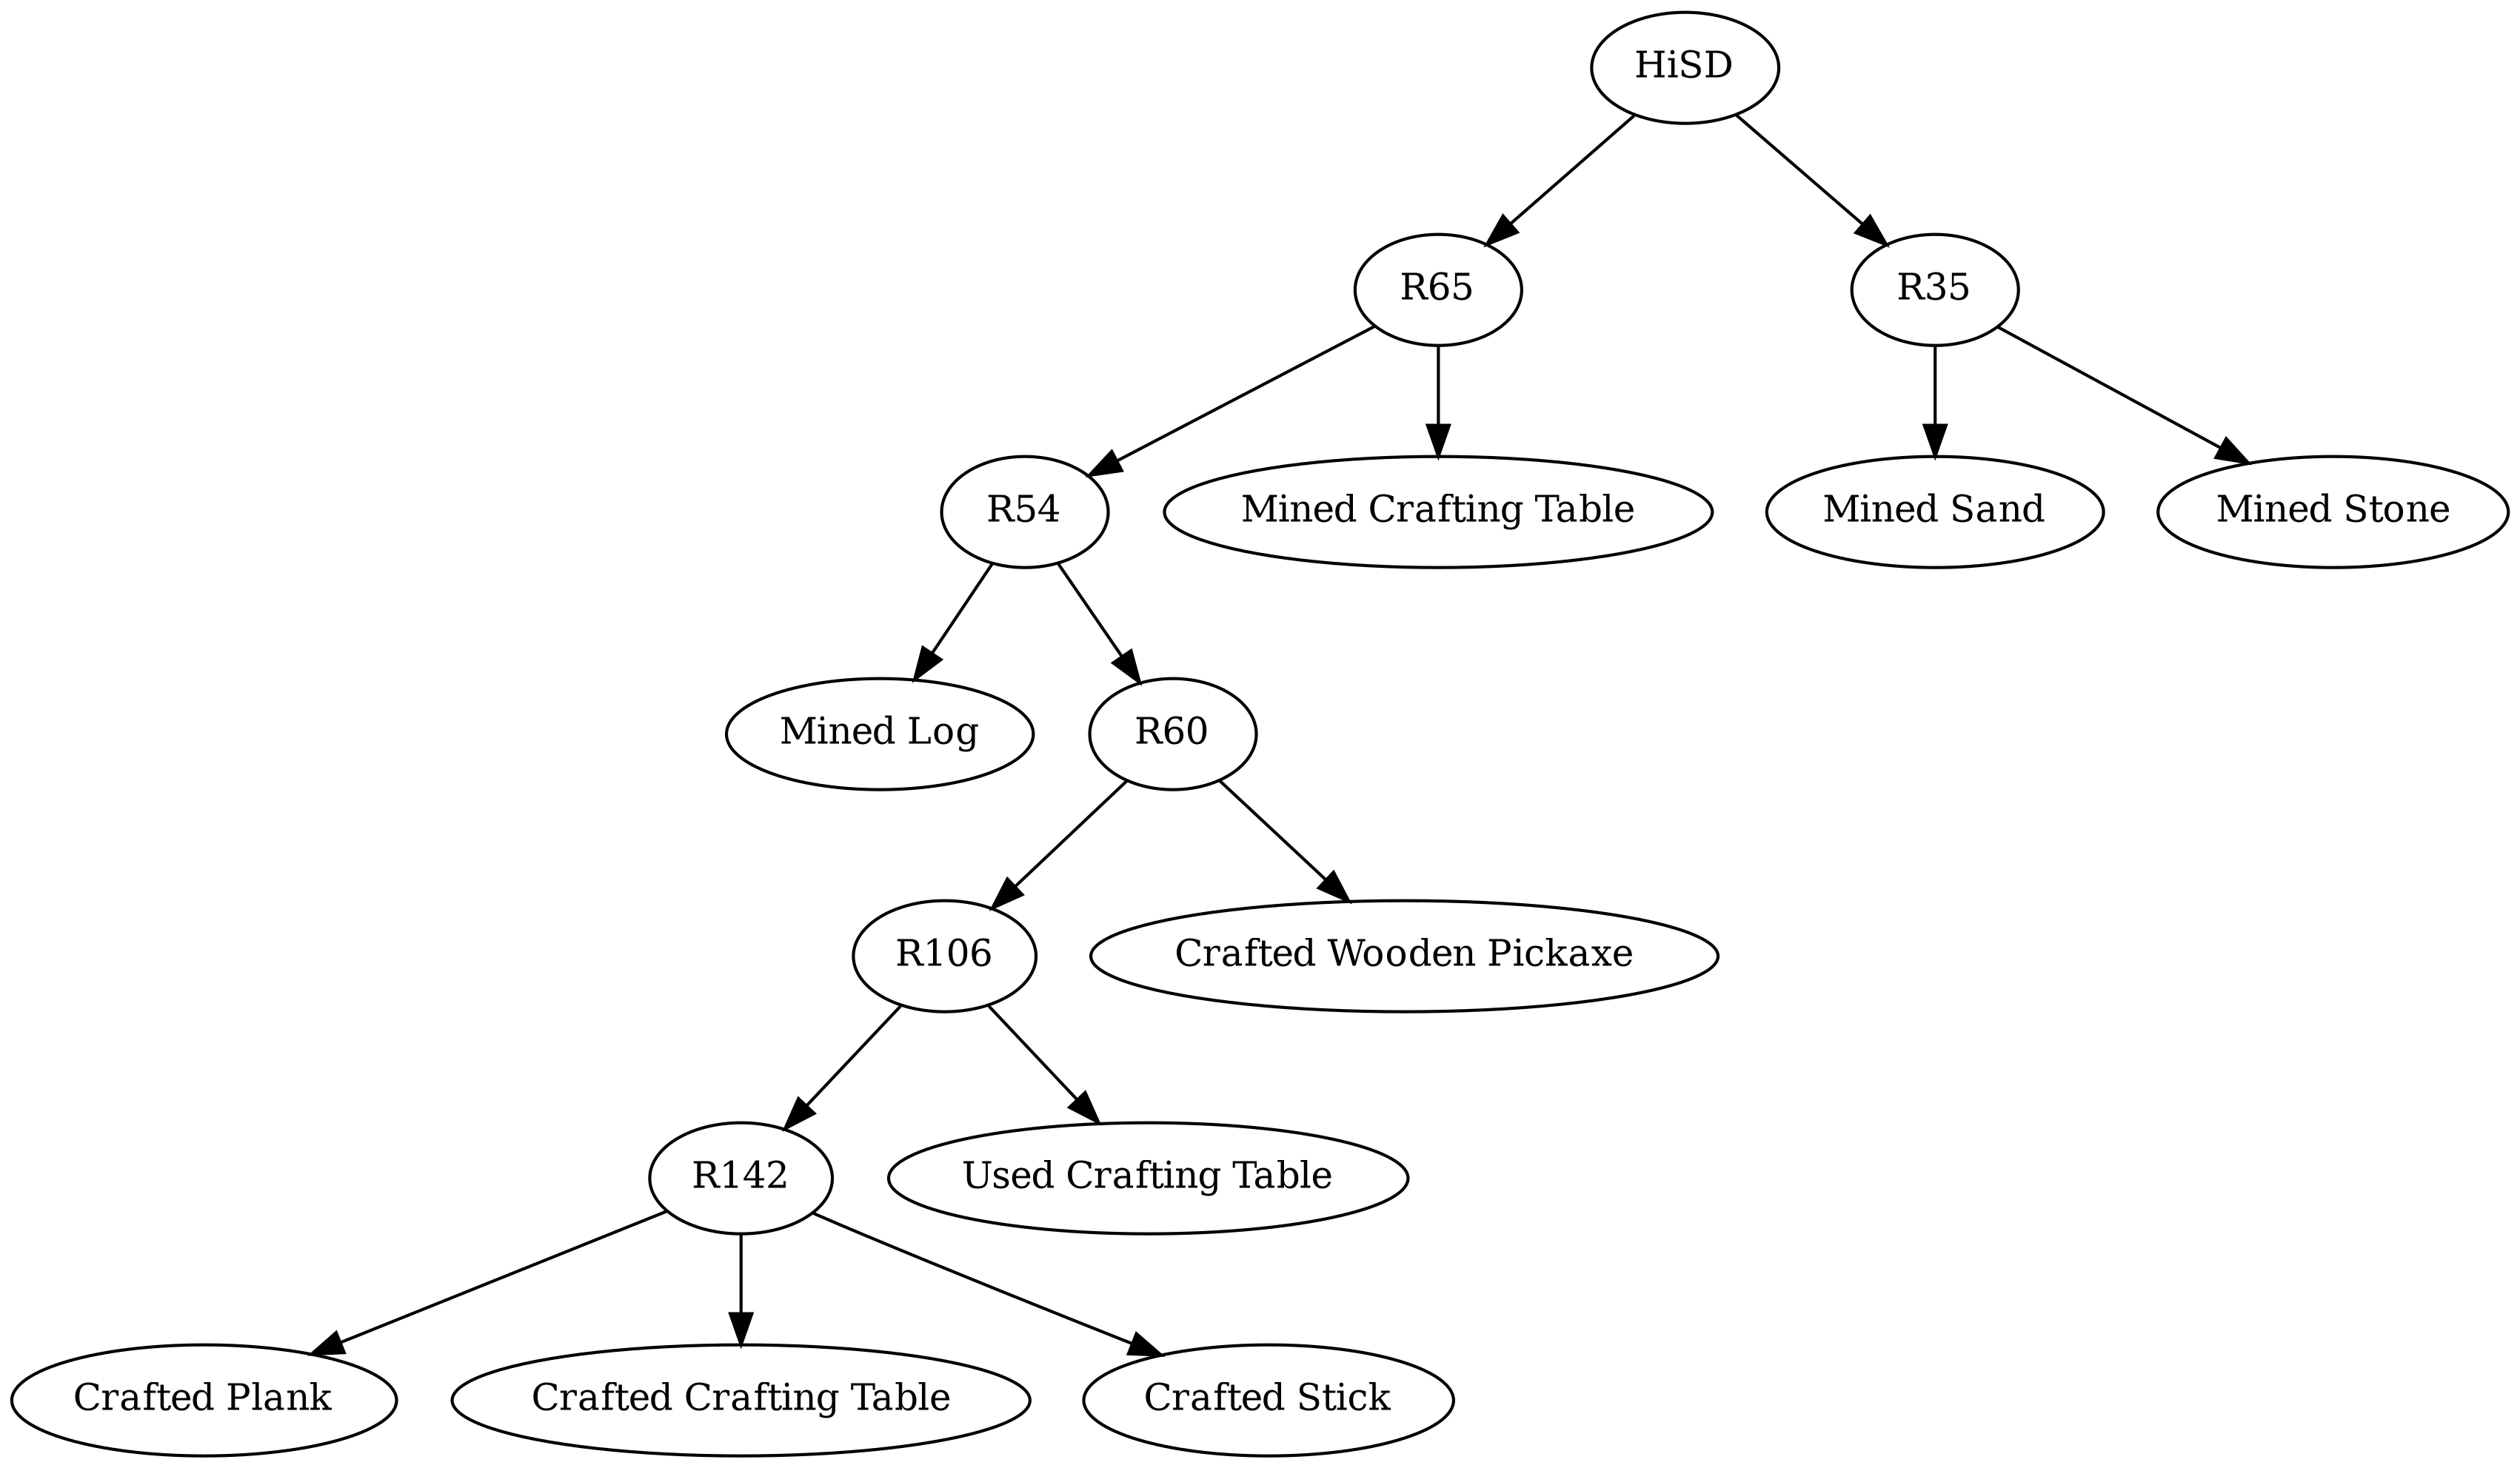 HiSD
R65
R35
R54
Mined Crafting Table
Mined Sand
Mined Stone
Mined Log
R60
R106
Crafted Wooden Pickaxe
R142
Used Crafting Table
Crafted Plank
Crafted Crafting Table
Crafted Stick